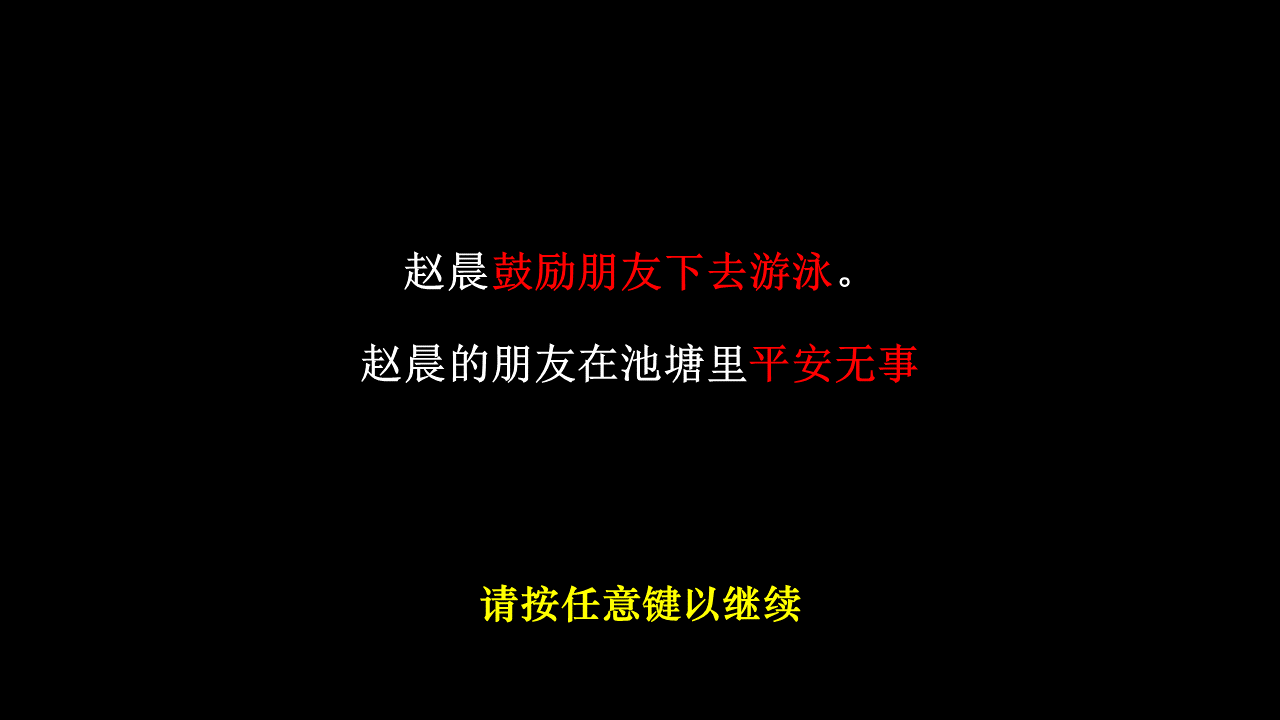 赵晨鼓励朋友下去游泳。
赵晨的朋友在池塘里平安无事
请按任意键以继续